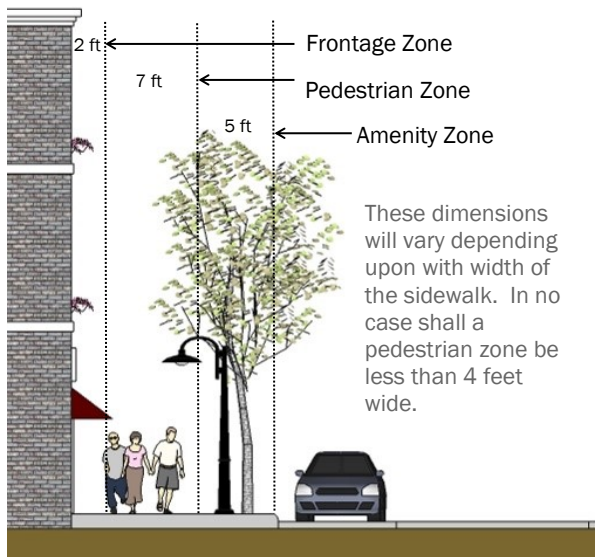 2 ft
Frontage Zone
7 ft
Pedestrian Zone
5 ft
Amenity Zone
These dimensions
will vary depending
upon with width of
the sidewalk.  In no
case shall a
pedestrian zone be
less than 4 feet
wide.